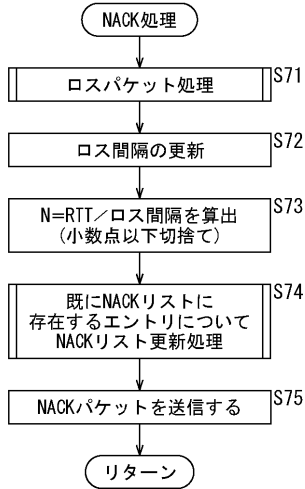 NACK処理
ロスパケット処理
S71
ロス間隔の更新
S72
N=RTT/ロス間隔を算出
(小数点以下切捨て)
S73
既にNACKリストに
存在するエントリについて
NACKリスト更新処理
S74
NACKパケットを送信する
S75
リターン